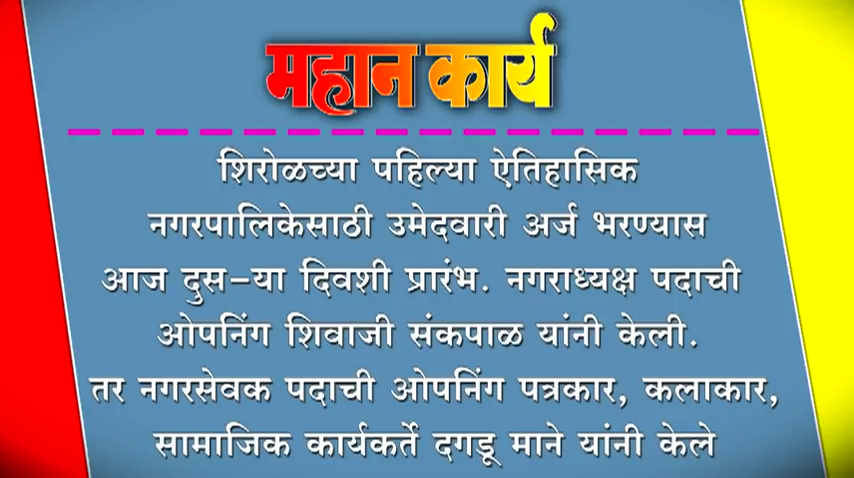 महान कार्य
शिरोळच्या पहिल्या ऐतिहासिक
नगरपालिकेसाठी उमेदवारी अर्ज भरण्यास
आज दुस-या दिवशी प्रारंभ. नगराध्यक्ष पदाची
ओपनिंग शिवाजी संकपाळ यांनी केली.
तर नगरसेवक पदाची ओपनिंग पत्रकार, कलाकार,
सामाजिक कार्यकर्ते दगडू माने यांनी केले